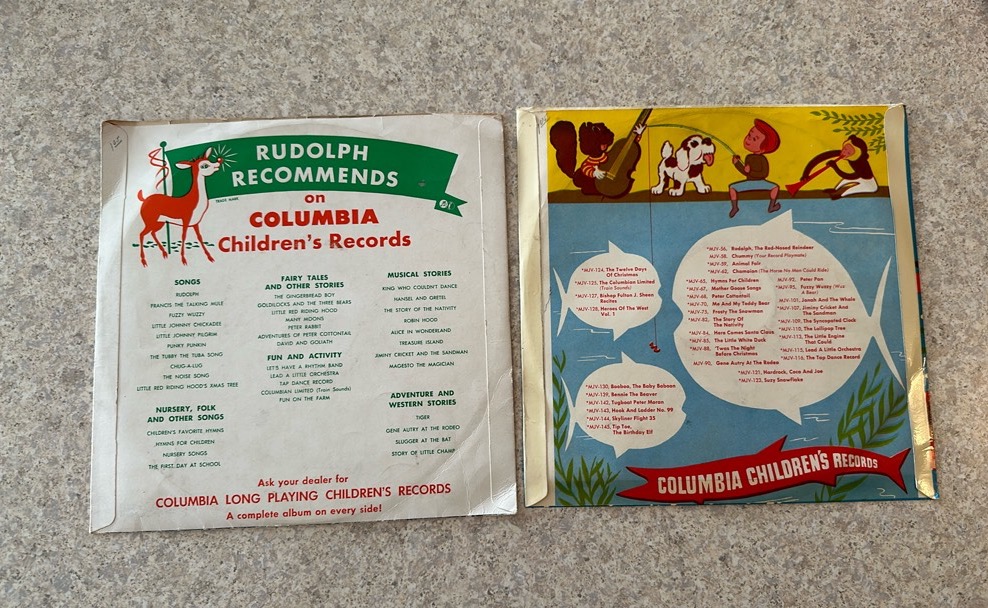 RUDOLPH
RECOMMENDS
TRADE NAME
on
COLUMBIA
Children's Records
SONGS
RUDOLPH
FRANCIS THE TALKING MULE
FUZZY WUZZY
LITTLE JOHNNY CHICKADEE
LITTLE JOHNNY PILGRIM
PUNKY PUNKIN
THE TUBBY THE TUBA SONG
CHUG-A-LUG
THE NOISE SONG
LITTLE RED RIDING HOOD'S XMAS TREE
NURSERY, FOLK
AND OTHER SONGS
CHILDREN'S FAVORITE HYMNS
HYMNS FOR CHILDREN
NURSERY SONGS
THE FIRST DAY AT SCHOOL
FAIRY TALES
AND OTHER STORIES
THE GINGERBREAD BOY
GOLDILOCKS AND THE THREE BEARS
LITTLE RED RIDING HOOD
MANY MOONS
PETER RABBIT
ADVENTURES OF PETER COTTONTAIL
DAVID AND GOLIATH
FUN AND ACTIVITY
LET'S HAVE A RHYTHM BAND
LEAD A LITTLE ORCHESTRA
TAP DANCE RECORD
COLUMBIAN LIMITED (Train Sounds)
FUN ON THE FARM
MUSICAL STORIES
KING WHO COULDN'T DANCE
HANSEL AND GRETEL
THE STORY OF THE NATIVITY
ROBIN HOOD
ALICE IN WONDERLAND
TREASURE ISLAND
JIMINY CRICKET AND THE SANDMAN
MAGESTO THE MAGICIAN
ADVENTURE AND
WESTERN STORIES
TIGER
GENE AUTRY AT THE RODEO
SLUGGER AT THE BAT
STORY OF LITTLE CHAMP
Ask your dealer for
COLUMBIA LONG PLAYING CHILDREN'S RECORDS
A complete album on every side!
*MJV-124, The Twelve Days
Of Christmas
*MJV-125, The Columbian Limited
(Train Sounds)
*MJV-127, Bishop Fulton J. Sheen
Recites
*MJV-128, Heroes Of The West
Vol. 1
*MJV-56, Rudolph, The Red-Nosed Reindeer
*MJV-58, Chummy (Your Record Playmate)
*MJV-59, Animal Fair
*MJV-62, Champion (The Horse No Man Could Ride)
*MJV-65, Hymns For Children
*MJV-67, Mother Goose Songs
*MJV-68, Peter Cottontail
*MJV-70, Me And My Teddy Bear
*MJV-75, Frosty The Snowman
*MJV-82, The Story Of
The Nativity
*MJV-84, Here Comes Santa Claus
*MJV-85, The Little White Duck
*MJV-88, 'Twas The Night
Before Christmas
*MJV-90, Gene Autry At The Rodeo
*MJV-92, Peter Pan
*MJV-95, Fuzzy Wuzzy (Was
A Bear)
*MJV-101, Jonah And The Whale
*MJV-107, Jiminy Cricket And
The Sandman
*MJV-109, The Syncopated Clock
*MJV-110, The Lollipop Tree
*MJV-113, The Little Engine
That Could
*MJV-115, Lead A Little Orchestra
*MJV-116, The Tap Dance Record
*MJV-121, Hardrock, Coco And Joe
*MJV-123, Suzy Snowflake
*MJV-130, Booboo, The Baby Baboon
*MJV-139, Bennie The Beaver
*MJV-142, Tugboat Peter Moran
*MJV-143, Hook And Ladder No. 99
*MJV-144, Skyliner Flight 35
*MJV-145, Tip Toe,
The Birthday Elf
COLUMBIA CHILDREN'S RECORDS